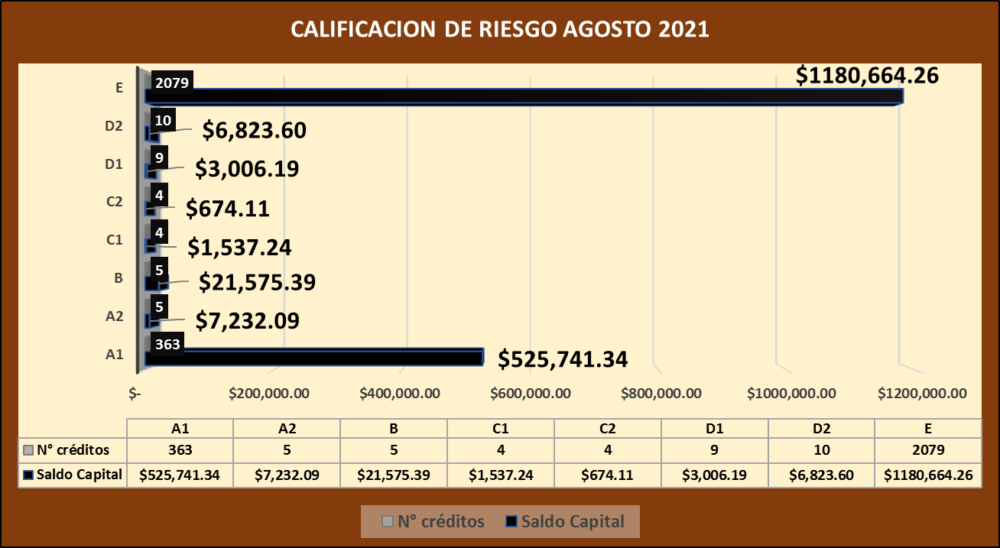 CALIFICACION DE RIESGO AGOSTO 2021
E 2079 $1180,664.26
D2 10 $6,823.60
D1 9 $3,006.19
C2 4 $674.11
C1 4 $1,537.24
B 5 $21,575.39
A2 5 $7,232.09
A1 363 $525,741.34
$- $200,000.00 $400,000.00 $600,000.00 $800,000.00 $1000,000.00 $1200,000.00
A1 A2 B C1 C2 D1 D2 E
N° créditos 363 5 5 4 4 9 10 2079
Saldo Capital $525,741.34 $7,232.09 $21,575.39 $1,537.24 $674.11 $3,006.19 $6,823.60 $1180,664.26
N° créditos Saldo Capital